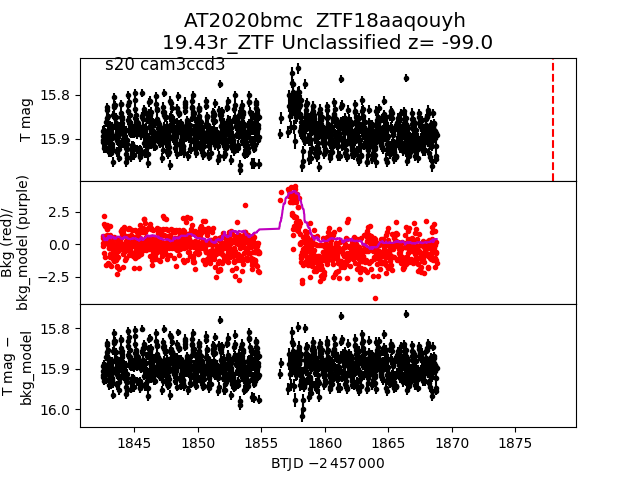 AT2020bmc ZTF18aaqouyh
19.43r_ZTF Unclassified z= -99.0
s20 cam3ccd3
T mag
15.8
15.9
Bkg (red)/
bkg_model (purple)
2.5
0.0
−2.5
T mag −
bkg_model
15.8
15.9
16.0
1845 1850 1855 1860 1865 1870 1875
BTJD −2 457 000